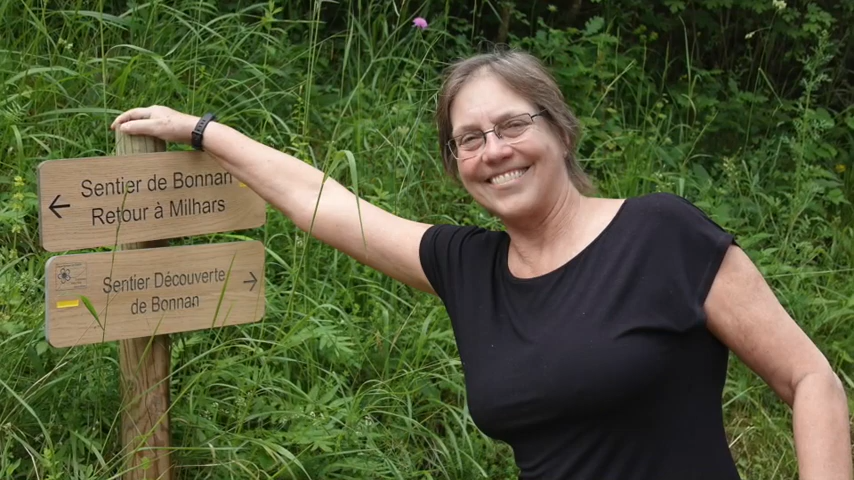 Sentier de Bonnan
Retour à Milhars
Sentier Découverte
de Bonnan